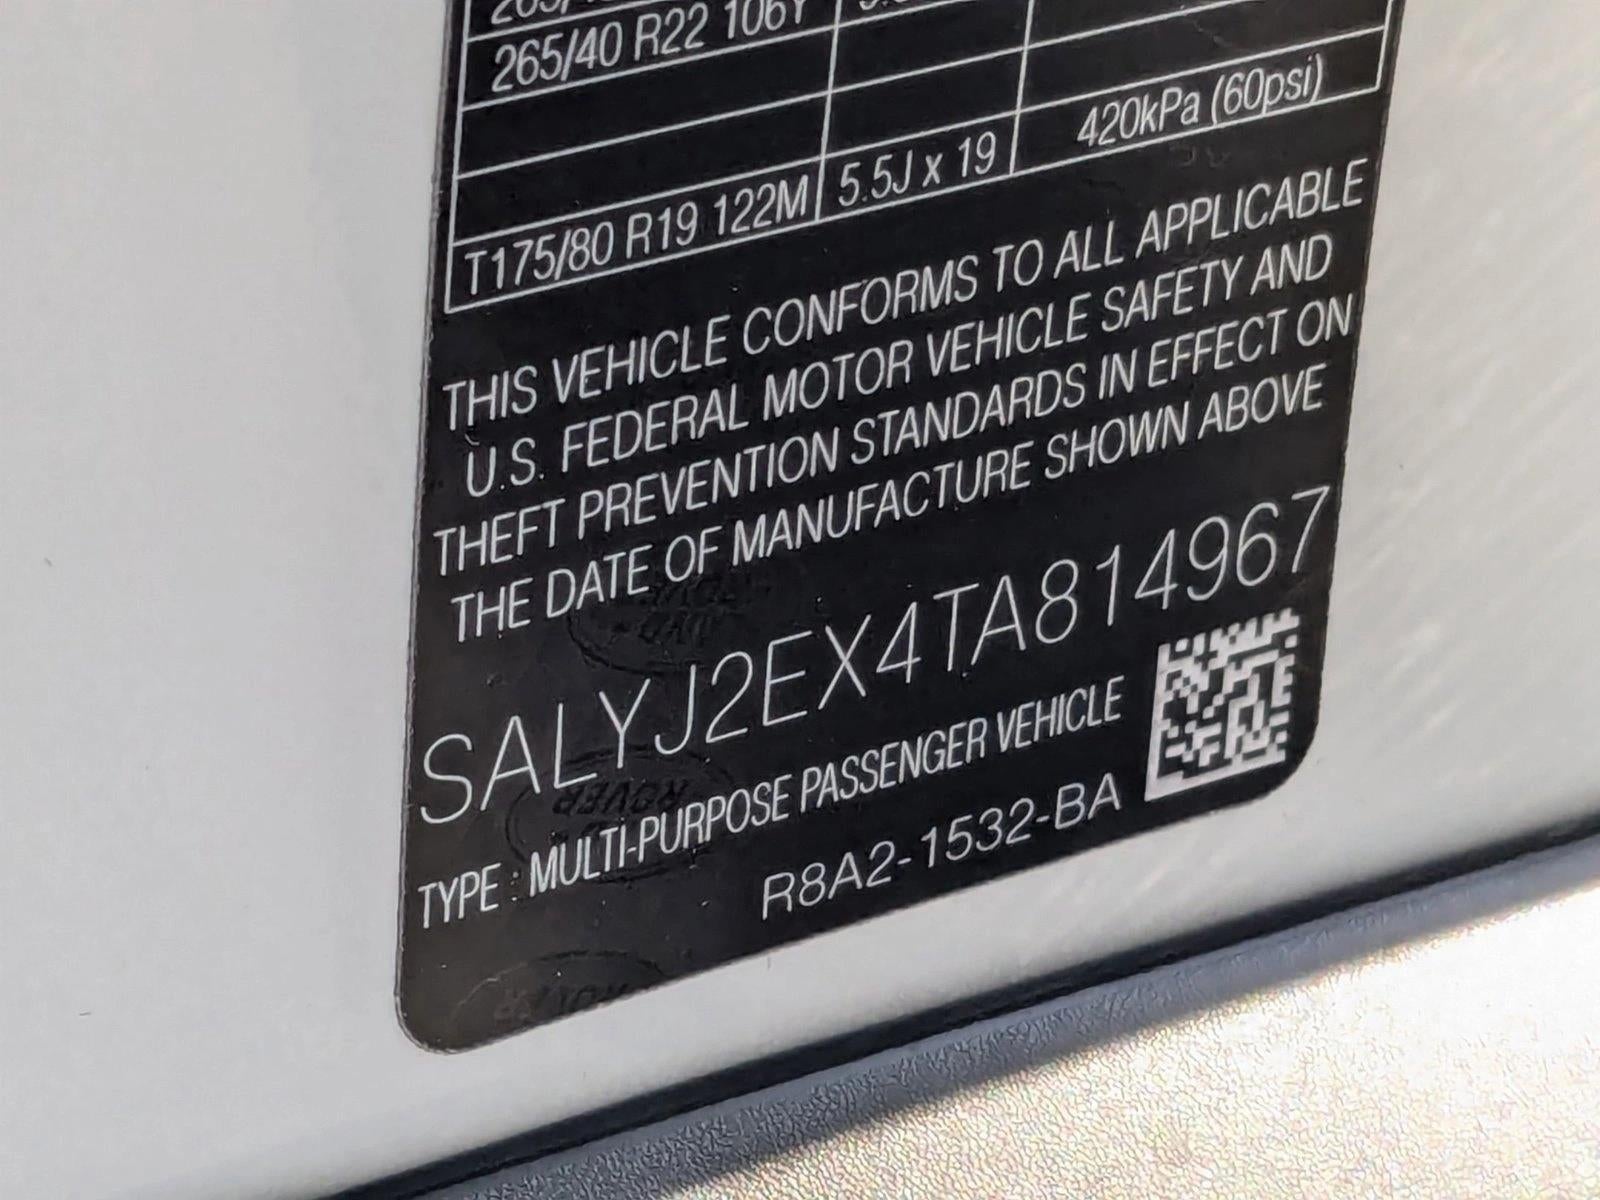 265/40 R22 106Y
T175/80 R19 122M 5.5J x 19 420kPa (60psi)
THIS VEHICLE CONFORMS TO ALL APPLICABLE
U.S. FEDERAL MOTOR VEHICLE SAFETY AND
THEFT PREVENTION STANDARDS IN EFFECT ON
THE DATE OF MANUFACTURE SHOWN ABOVE
SALYJ2EX4TA814967
TYPE : MULTI-PURPOSE PASSENGER VEHICLE
R8A2-1532-BA
ROVER